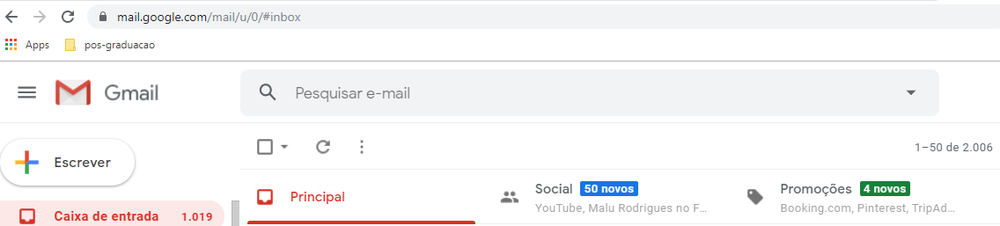 mail.google.com/mail/u/0/#inbox
Apps pos-graduacao
Gmail Pesquisar e-mail
1–50 de 2.006
Escrever
Principal
Social 50 novos
YouTube, Malu Rodrigues no F...
Promoções 4 novos
Booking.com, Pinterest, TripAd...
Caixa de entrada 1.019